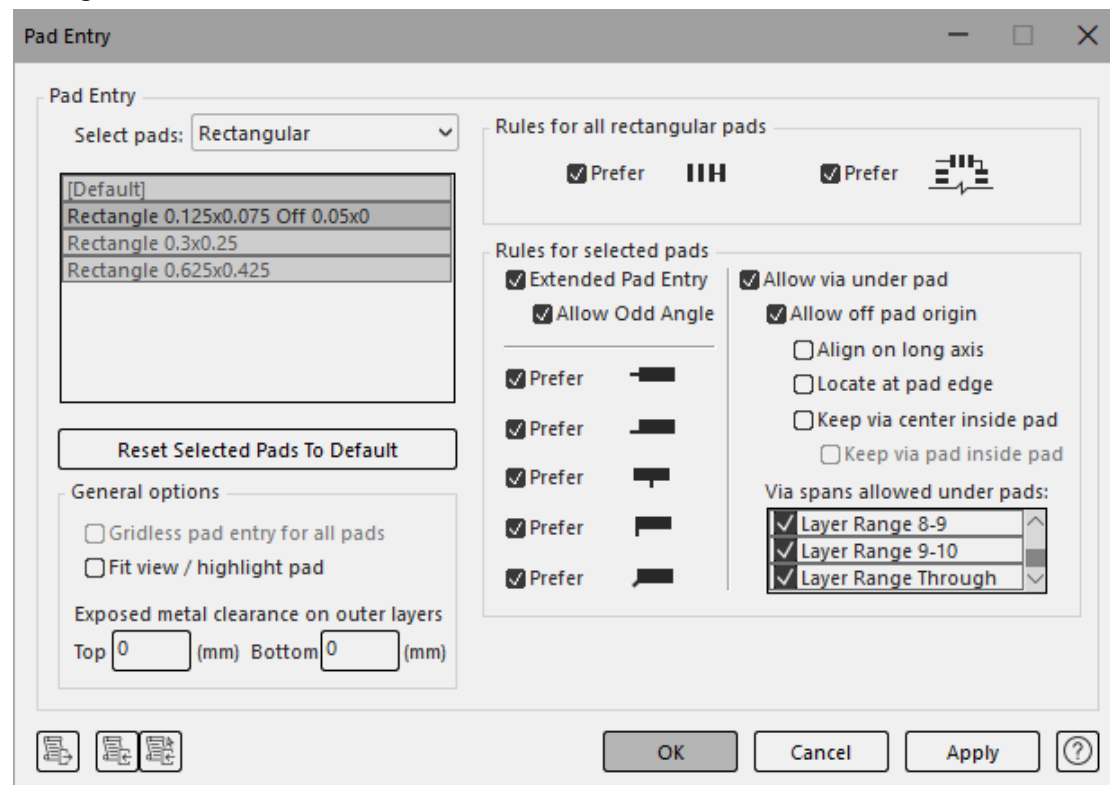 Pad Entry
Pad Entry
Select pads: Rectangular
[Default]
Rectangle 0.125x0.075 Off 0.05x0
Rectangle 0.3x0.25
Rectangle 0.625x0.425
Reset Selected Pads To Default
General options
Gridless pad entry for all pads
Fit view / highlight pad
Exposed metal clearance on outer layers
Top 0 (mm) Bottom 0 (mm)
Rules for all rectangular pads
Prefer Prefer
Rules for selected pads
Extended Pad Entry
Allow Odd Angle
Prefer
Prefer
Prefer
Prefer
Prefer
Allow via under pad
Allow off pad origin
Align on long axis
Locate at pad edge
Keep via center inside pad
Keep via pad inside pad
Via spans allowed under pads:
Layer Range 8-9
Layer Range 9-10
Layer Range Through
OK Cancel Apply ?